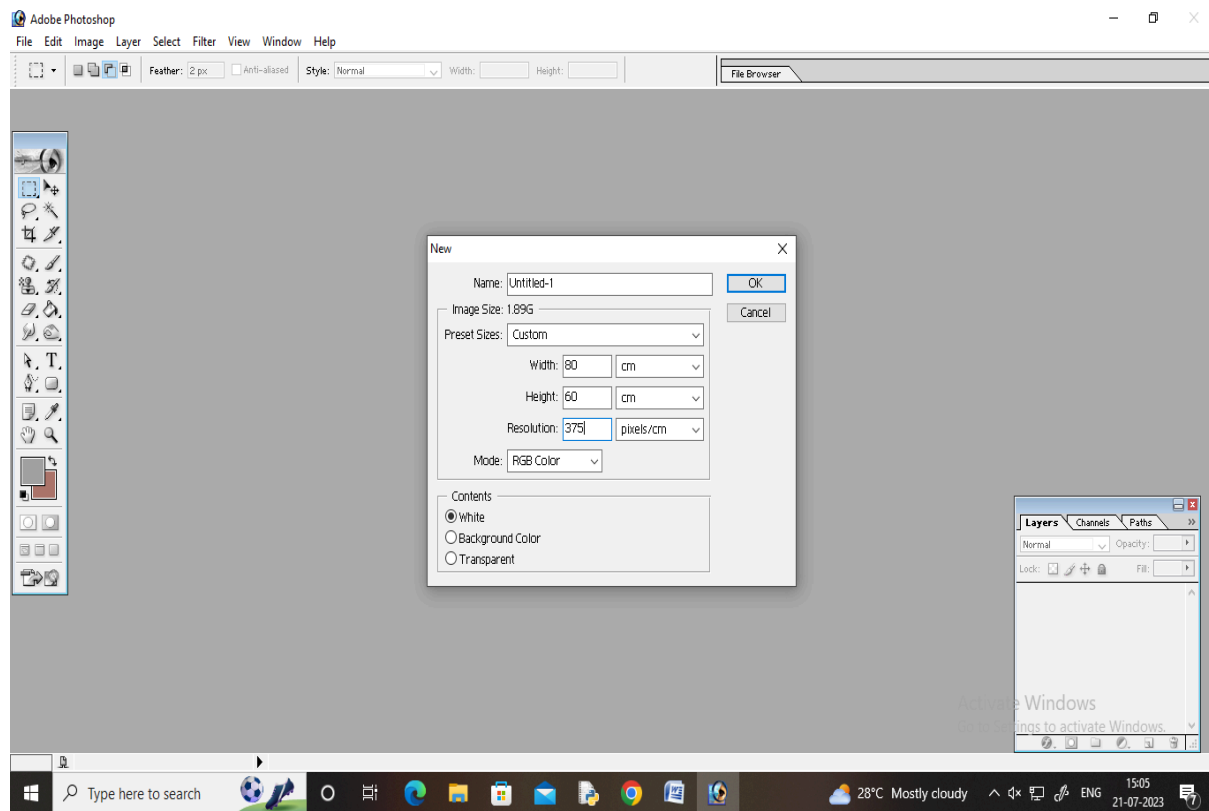 Adobe Photoshop
File Edit Image Layer Select Filter View Window Help
Feather: 2 px Anti-aliased Style: Normal Width: Height: File Browser
New
Name: Untitled-1 OK
Image Size: 1.89G Cancel
Preset Sizes: Custom
Width: 80 cm
Height: 60 cm
Resolution: 375 pixels/cm
Mode: RGB Color
Contents
White
Background Color
Transparent
Layers Channels Paths
Normal Opacity:
Lock: Fill:
Activate Windows
Go to Settings to activate Windows.
Type here to search 28°C Mostly cloudy ENG 15:05
21-07-2023 7